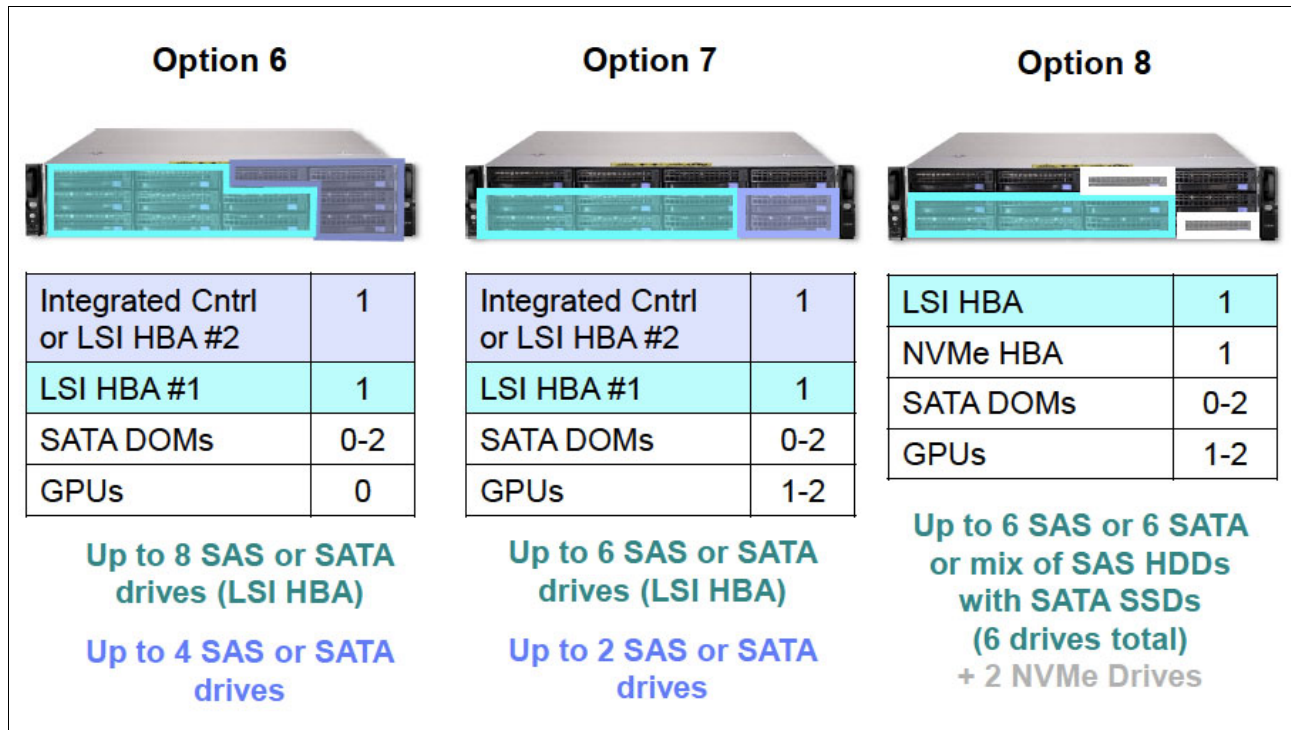 Option 6
Integrated Cntrl
or LSI HBA #2
1
LSI HBA #1
1
SATA DOMs
0-2
GPUs
0
Up to 8 SAS or SATA
drives (LSI HBA)
Up to 4 SAS or SATA
drives
Option 7
Integrated Cntrl
or LSI HBA #2
1
LSI HBA #1
1
SATA DOMs
0-2
GPUs
1-2
Up to 6 SAS or SATA
drives (LSI HBA)
Up to 2 SAS or SATA
drives
Option 8
LSI HBA
1
NVMe HBA
1
SATA DOMs
0-2
GPUs
1-2
Up to 6 SAS or 6 SATA
or mix of SAS HDDs
with SATA SSDs
(6 drives total)
+ 2 NVMe Drives